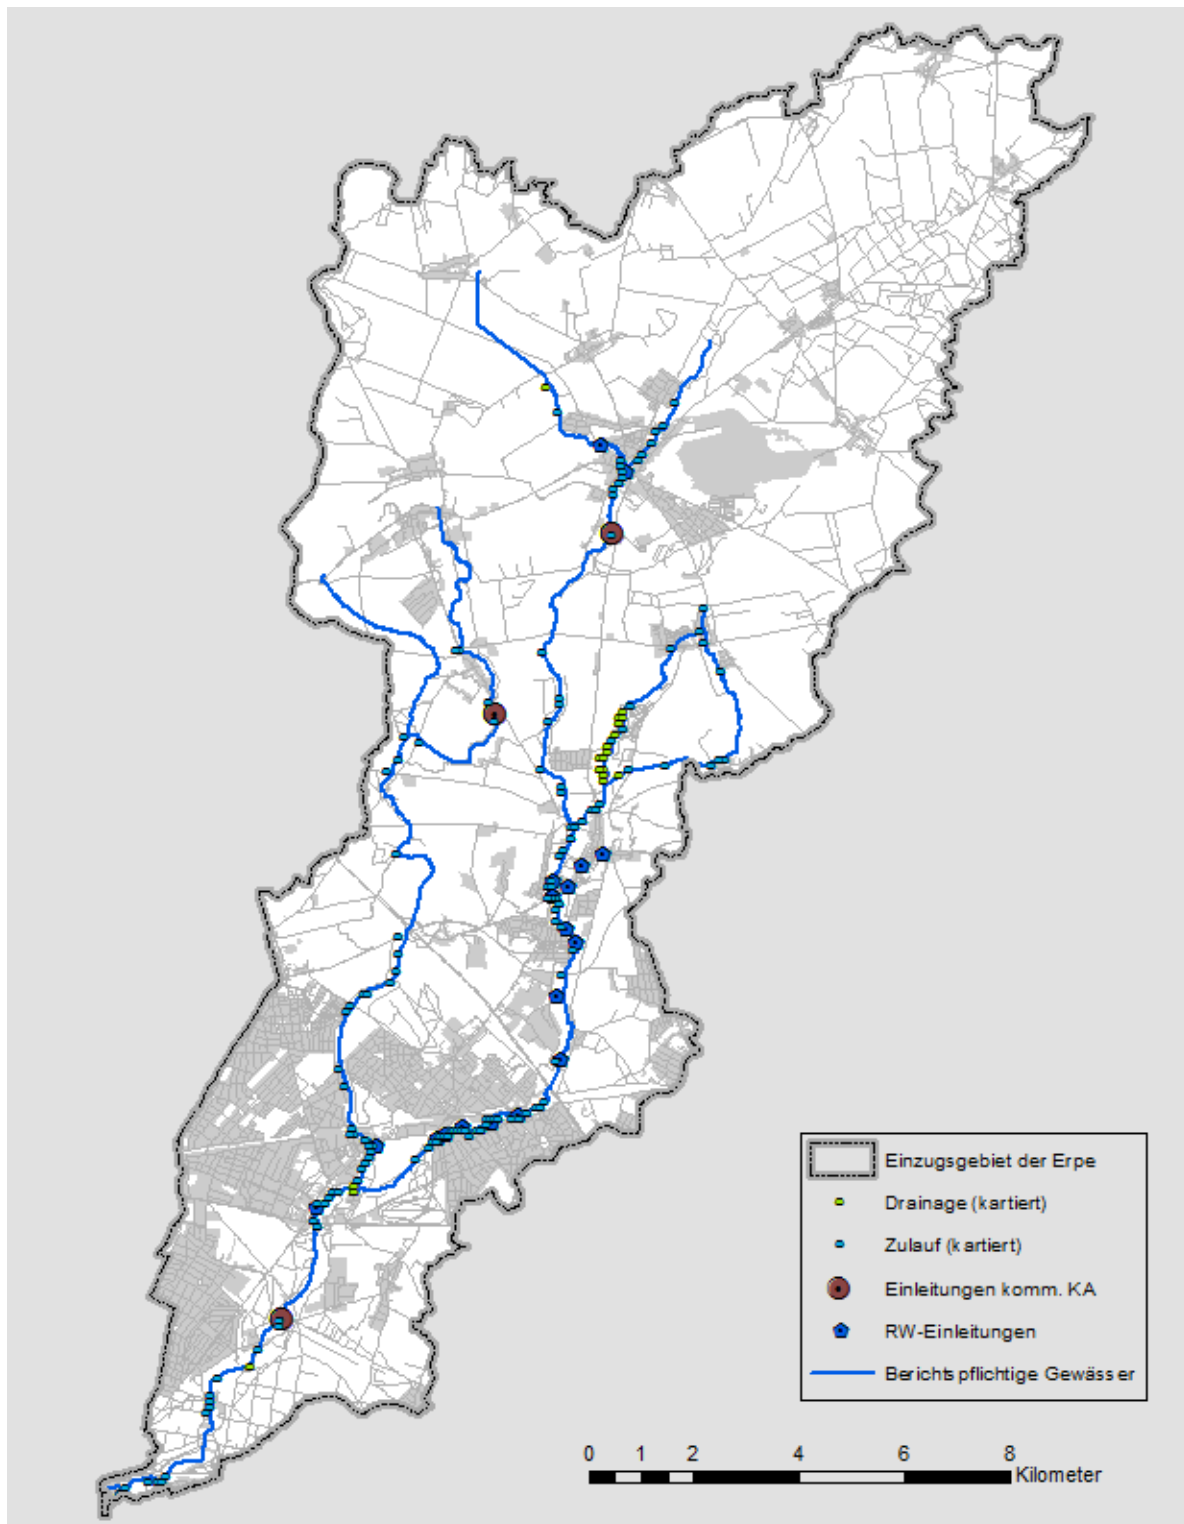 Einzugsgebiet der Erpe
Drainage (kartiert)
Zulauf (kartiert)
Einleitungen komm. KA
RW-Einleitungen
Berichtspflichtige Gewässer
0 1 2 4 6 8
Kilometer